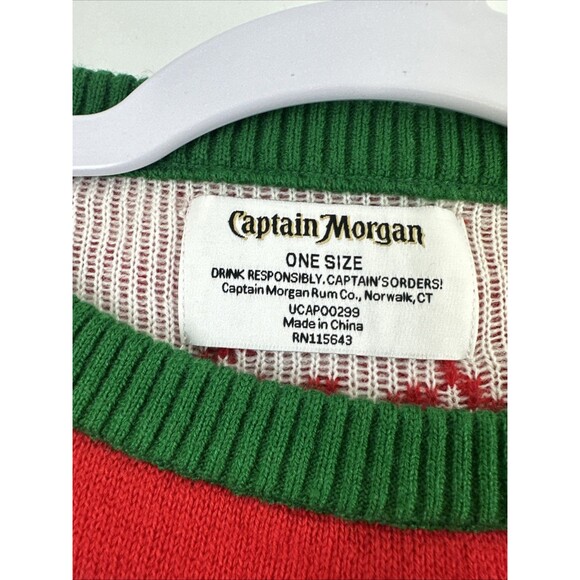 Captain Morgan
ONE SIZE
DRINK RESPONSIBLY. CAPTAIN'S ORDERS!
Captain Morgan Rum Co., Norwalk, CT
UCAP00299
Made in China
RN115643